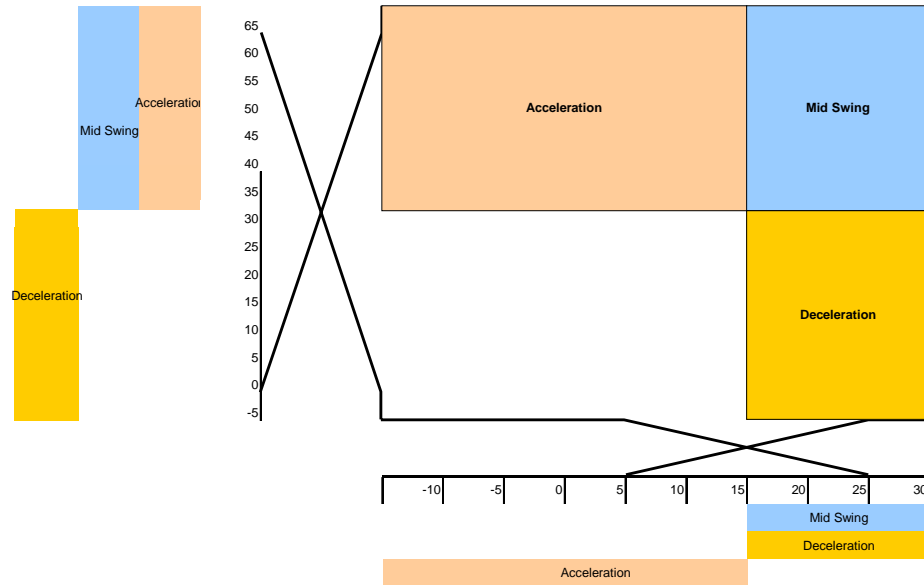 65
60
55
50
45
40
35
30
25
20
15
10
5
0
-5
Acceleration
Mid Swing
Deceleration
Acceleration
Mid Swing
Deceleration
-10 -5 0 5 10 15 20 25 30
Mid Swing
Deceleration
Acceleration